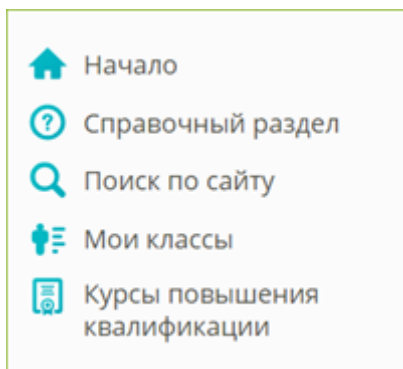 Начало
Справочный раздел
Поиск по сайту
Мои классы
Курсы повышения
квалификации